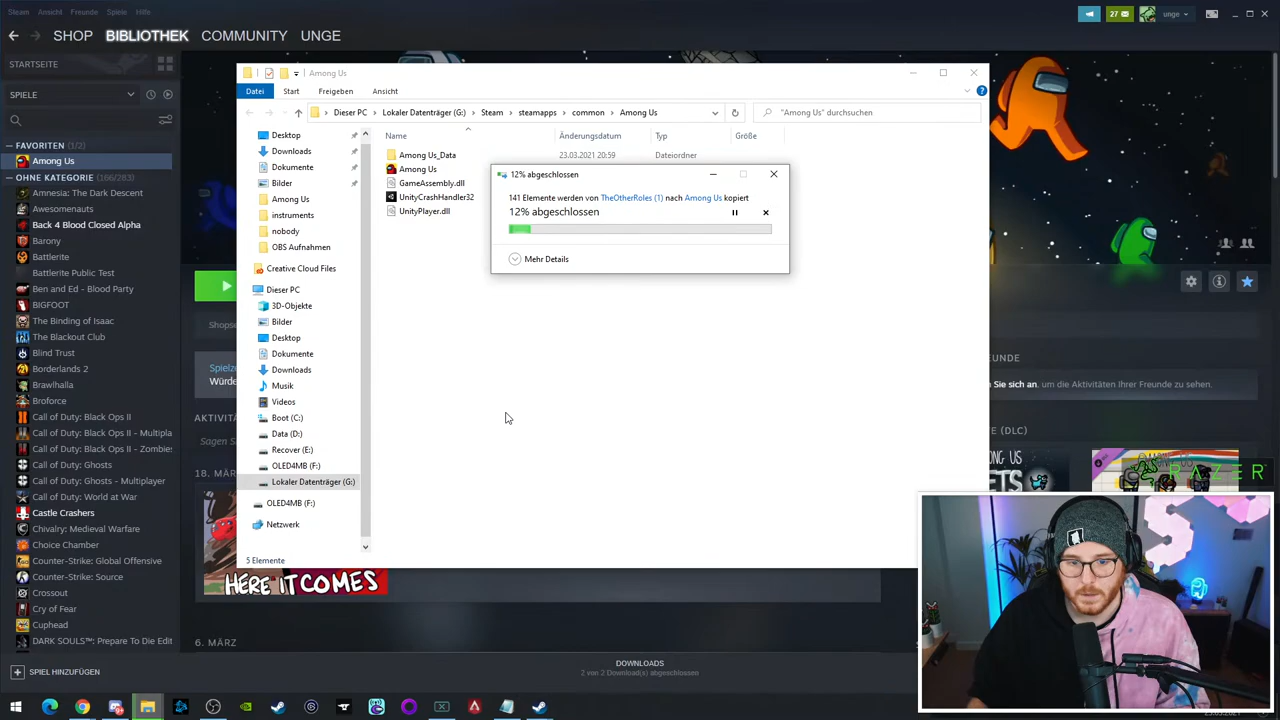 Steam Ansicht Freunde Spiele Hilfe
27 unge
SHOP BIBLIOTHEK COMMUNITY UNGE
STARTSEITE
SPIELE
FAVORITEN (1/2)
Among Us
OHNE KATEGORIE (166/283)
Amnesia: The Dark Descent
Back 4 Blood Closed Alpha
Barony
Battlerite
Battlerite Public Test
Ben and Ed - Blood Party
BIGFOOT
The Binding of Isaac
The Blackout Club
Blind Trust
Borderlands 2
Brawlhalla
Broforce
Call of Duty: Black Ops II
Call of Duty: Black Ops II - Multipla
Call of Duty: Black Ops II - Zombies
Call of Duty: Ghosts
Call of Duty: Ghosts - Multiplayer
Call of Duty: World at War
Castle Crashers
Chivalry: Medieval Warfare
Choice Chamber
Counter-Strike: Global Offensive
Counter-Strike: Source
Crossout
Cry of Fear
Cuphead
DARK SOULS™: Prepare To Die Edit
SPIEL HINZUFÜGEN
Among Us
Datei Start Freigeben Ansicht
Dieser PC Lokaler Datenträger (G:) Steam steamapps common Among Us
"Among Us" durchsuchen
Desktop
Downloads
Dokumente
Bilder
Among Us
instruments
nobody
OBS Aufnahmen
Creative Cloud Files
Dieser PC
3D-Objekte
Bilder
Desktop
Dokumente
Downloads
Musik
Videos
Boot (C:)
Data (D:)
Recover (E:)
OLED4MB (F:)
Lokaler Datenträger (G:)
OLED4MB (F:)
Netzwerk
5 Elemente
Name Änderungsdatum Typ Größe
Among Us_Data 23.03.2021 20:59 Dateiordner
Among Us
GameAssembly.dll
UnityCrashHandler32
UnityPlayer.dll
12% abgeschlossen
141 Elemente werden von TheOtherRoles (1) nach Among Us kopiert
12% abgeschlossen
Mehr Details
Shopse
Spielz
Würde
AKTIVITÄ
Sagen S
18. MÄRZ
HERE IT COMES
6. MÄRZ
EUNDE
n Sie sich an, um die Aktivitäten Ihrer Freunde zu sehen.
(DLC)
RAZER
DOWNLOADS
2 von 2 Download(s) abgeschlossen